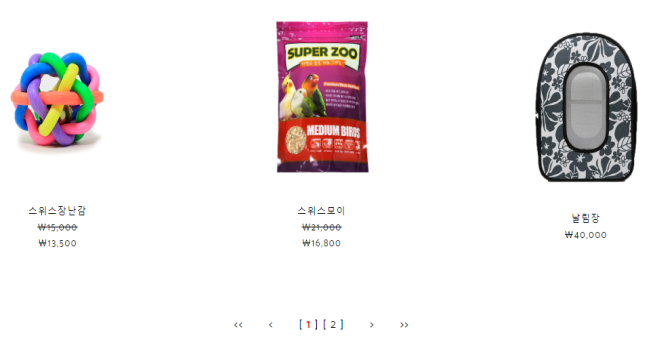 SUPER ZOO
MEDIUM BIRDS
스위스장난감
₩15,000
₩13,500
스위스모이
₩21,000
₩16,800
날림장
₩40,000
<< < [ 1 ] [ 2 ] > >>